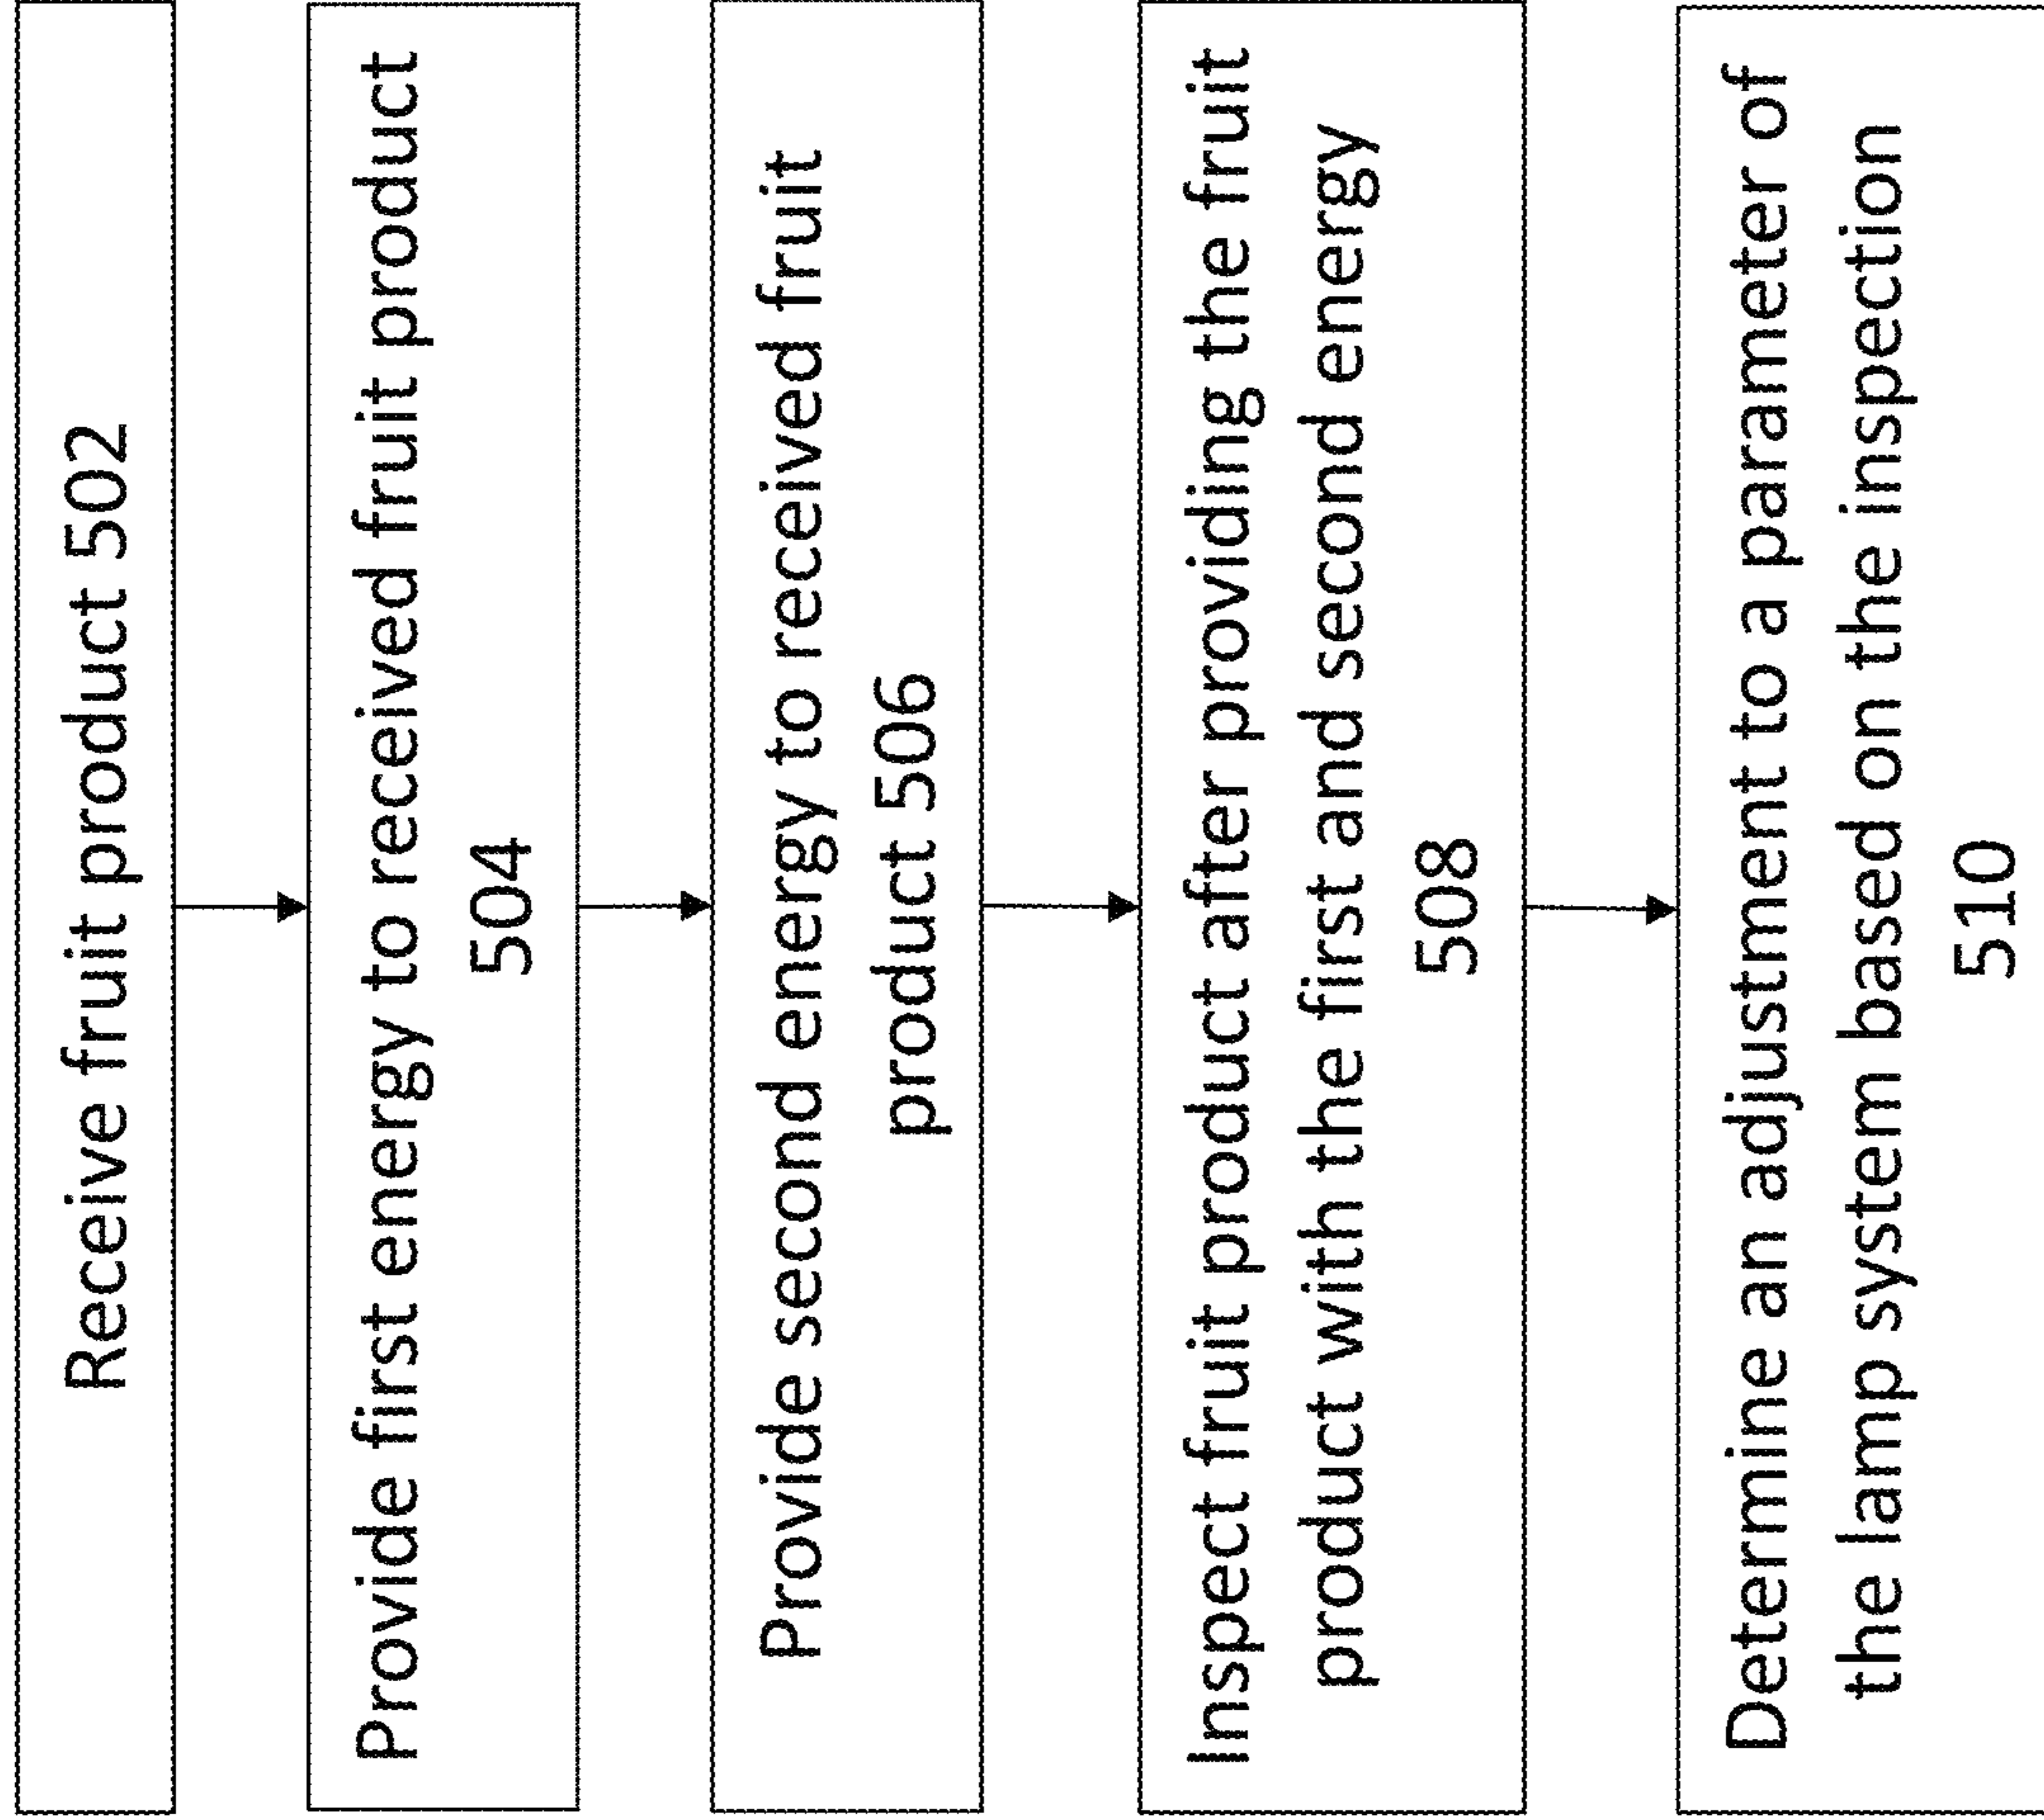 Receive fruit product 502
Provide first energy to received fruit product
504
Provide second energy to received fruit
product 506
Inspect fruit product after providing the fruit
product with the first and second energy
508
Determine an adjustment to a parameter of
the lamp system based on the inspection
510